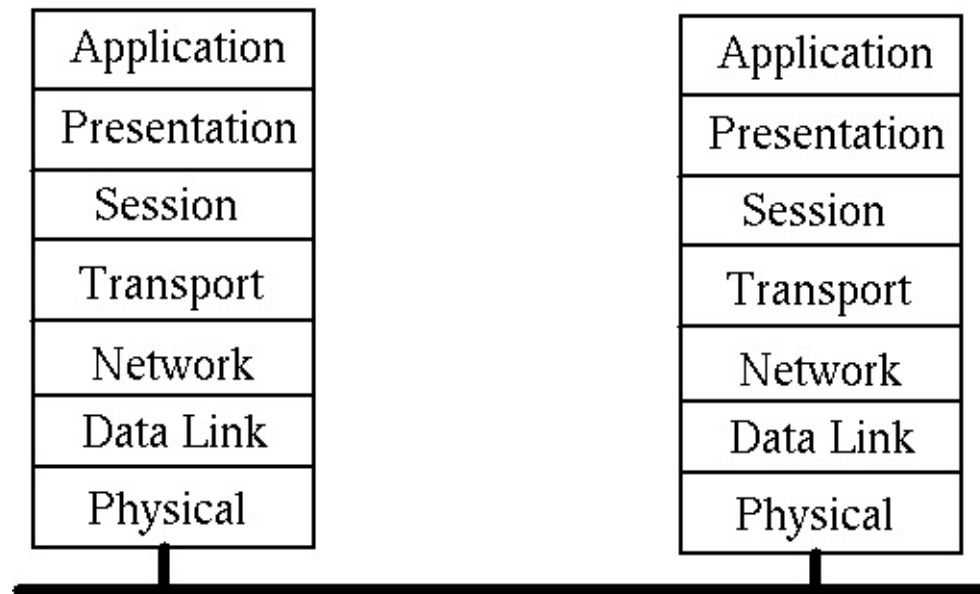 Application
Presentation
Session
Transport
Network
Data Link
Physical
Application
Presentation
Session
Transport
Network
Data Link
Physical